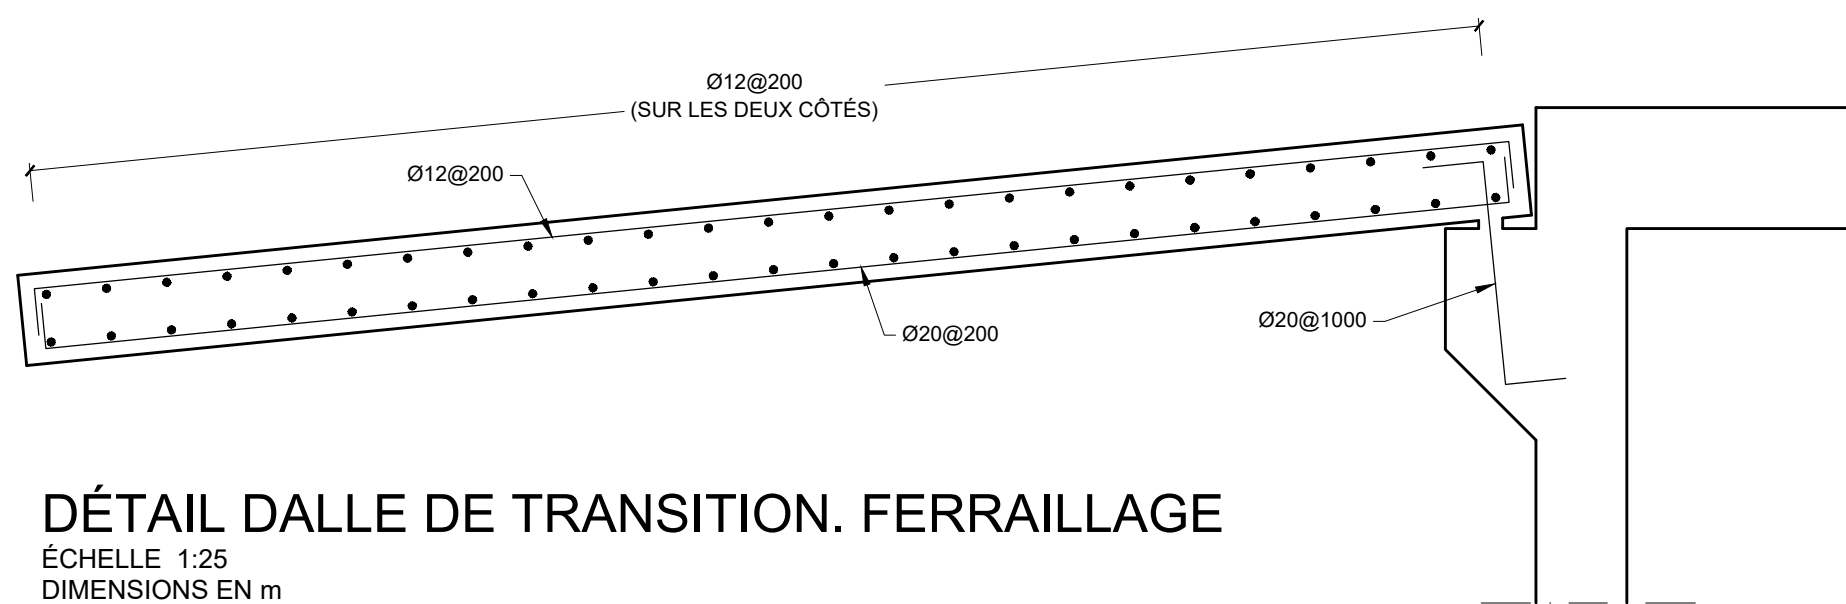 Ø12@200
(SUR LES DEUX CÔTÉS)
Ø12@200
Ø20@200
Ø20@1000
DÉTAIL DALLE DE TRANSITION. FERRAILLAGE
ÉCHELLE 1:25
DIMENSIONS EN m